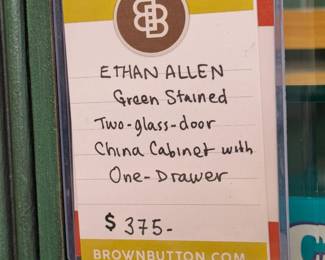 ETHAN ALLEN
Green Stained
Two-glass-door
China Cabinet with
One-Drawer
$ 375-
BROWNBUTTON.COM